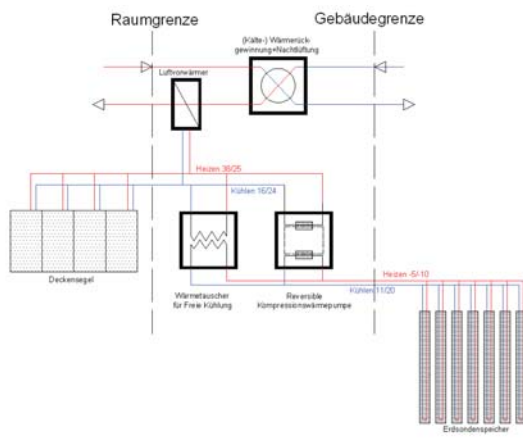 Raumgrenze
Gebäudegrenze
(Kälte-) Wärmerück-
gewinnung+Nachtlüftung
Luftvorwärmer
Heizen 36/25
Kühlen 16/24
Deckensegel
Wärmetauscher
für Freie Kühlung
Reversible
Kompressionswärmepumpe
Heizen -5/-10
Kühlen 11/20
Erdsondenspeicher